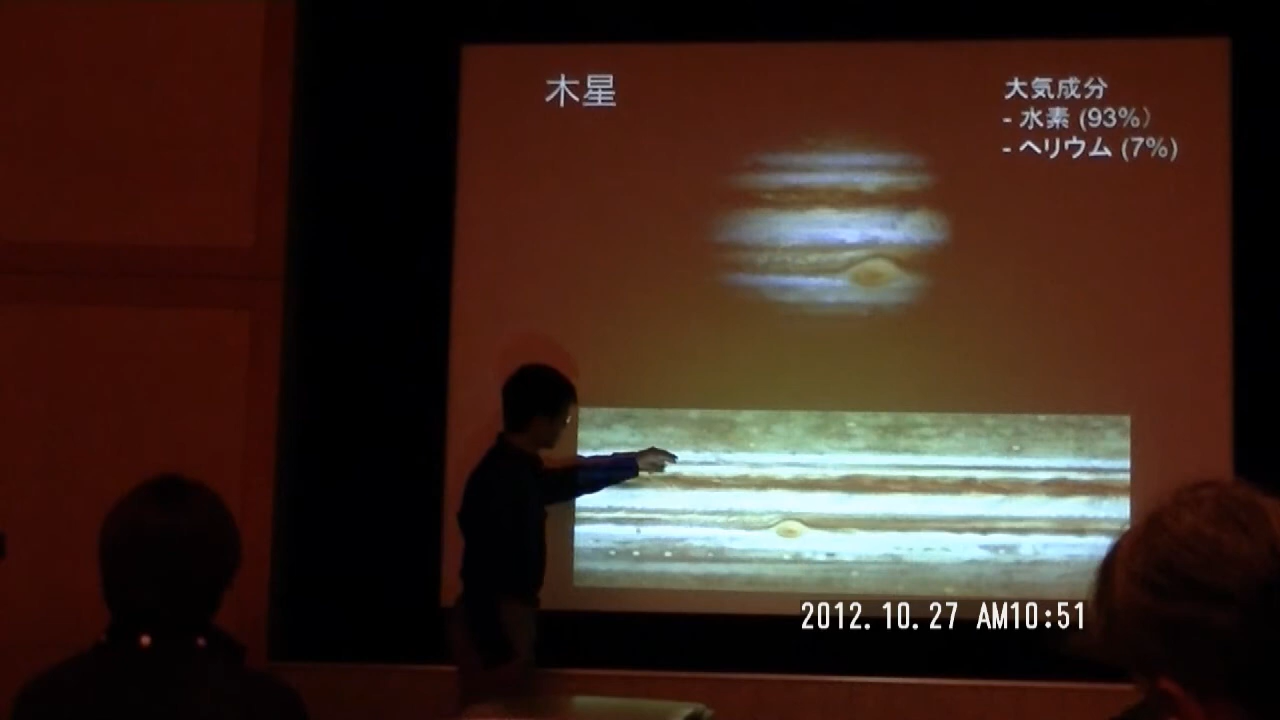 木星
大気成分
- 水素 (93%)
- ヘリウム (7%)
2012.10.27 AM10:51